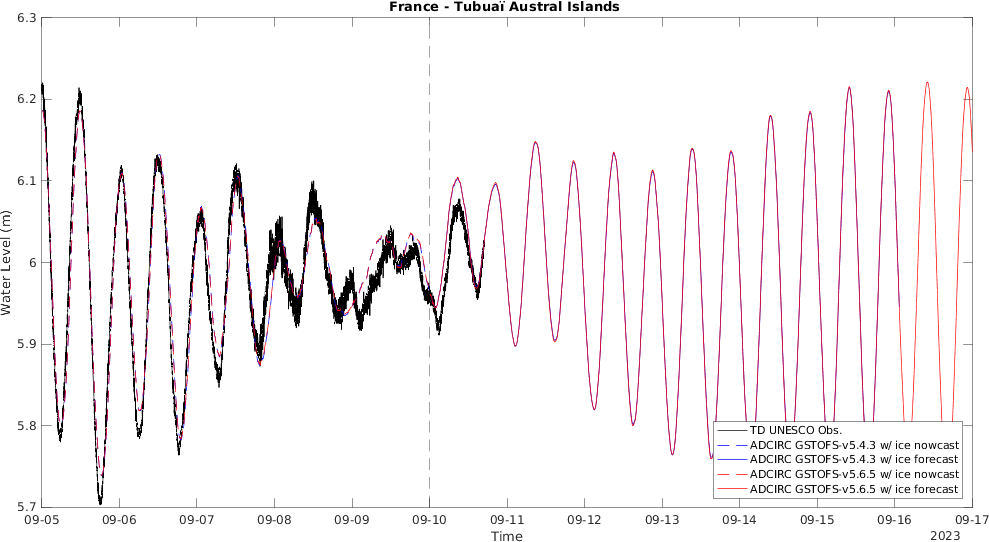 France - Tubuaï Austral Islands
6.3
6.2
6.1
6
5.9
5.8
5.7
Water Level (m)
TD UNESCO Obs.
ADCIRC GSTOFS-v5.4.3 w/ ice nowcast
ADCIRC GSTOFS-v5.4.3 w/ ice forecast
ADCIRC GSTOFS-v5.6.5 w/ ice nowcast
ADCIRC GSTOFS-v5.6.5 w/ ice forecast
09-05 09-06 09-07 09-08 09-09 09-10 09-11 09-12 09-13 09-14 09-15 09-16 09-17
Time
2023